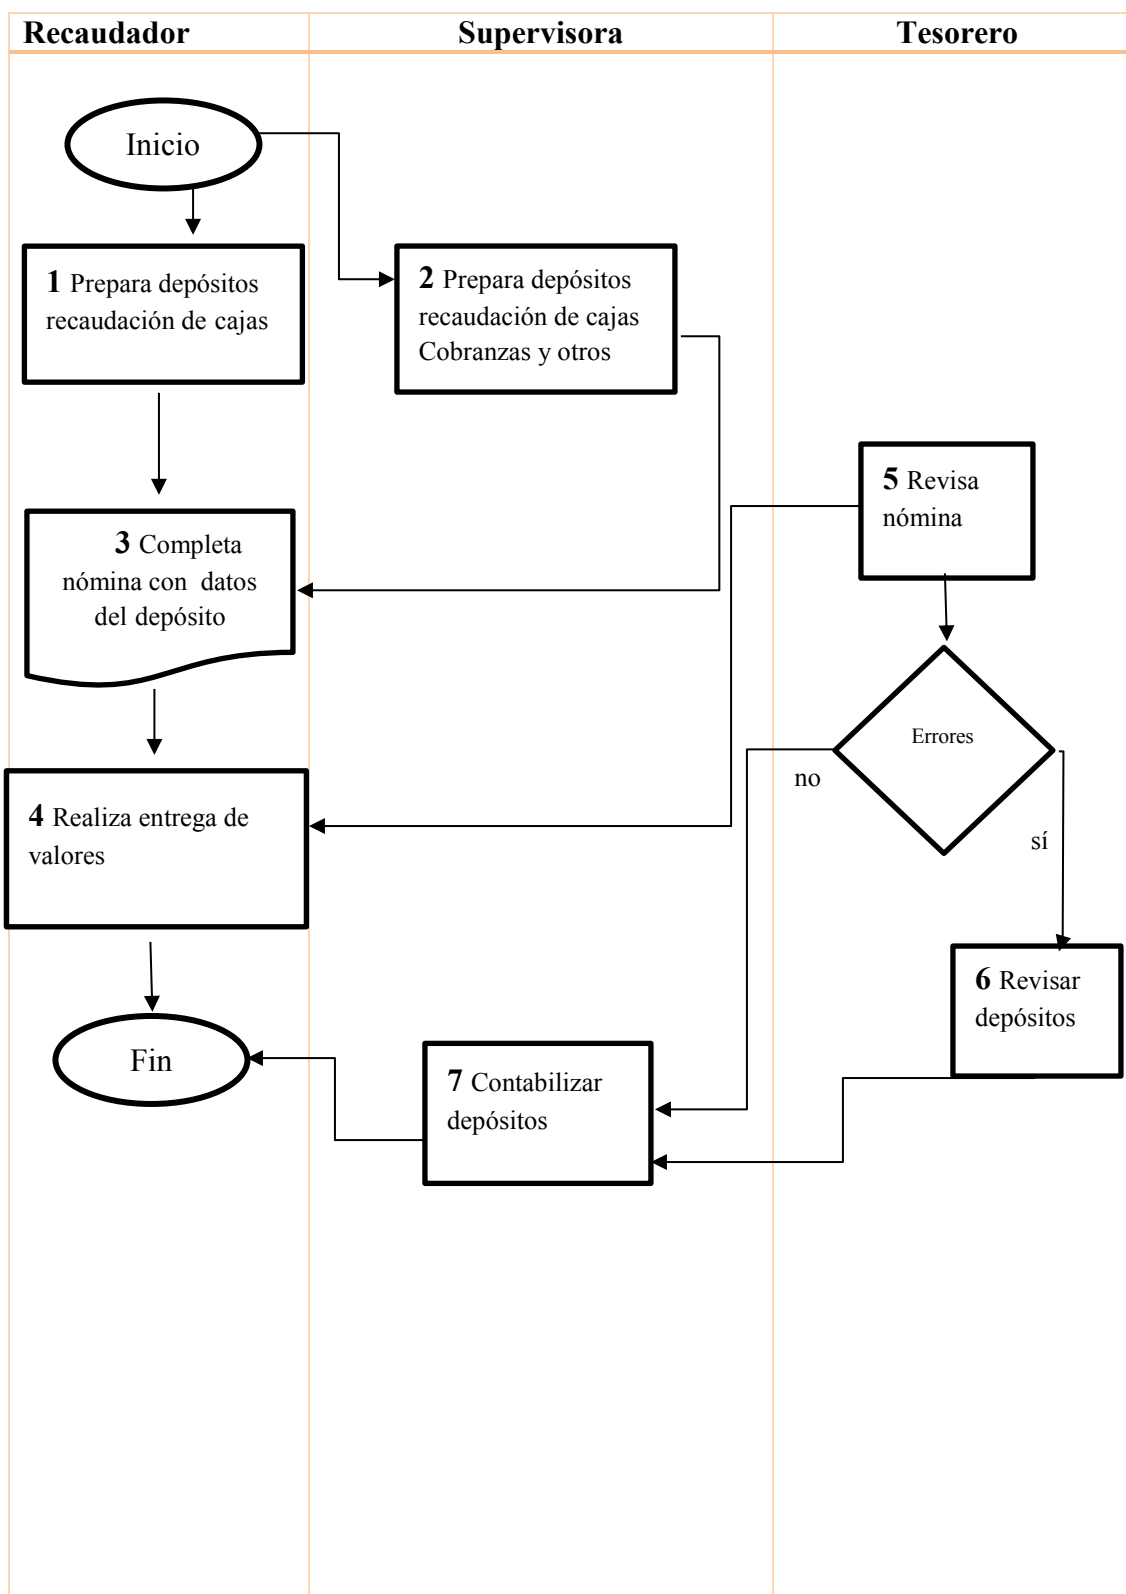 Recaudador
Supervisora
Tesorero
Inicio
1 Prepara depósitos
recaudación de cajas
2 Prepara depósitos
recaudación de cajas
Cobranzas y otros
5 Revisa
nómina
3 Completa
nómina con datos
del depósito
Errores
no
sí
4 Realiza entrega de
valores
6 Revisar
depósitos
Fin
7 Contabilizar
depósitos